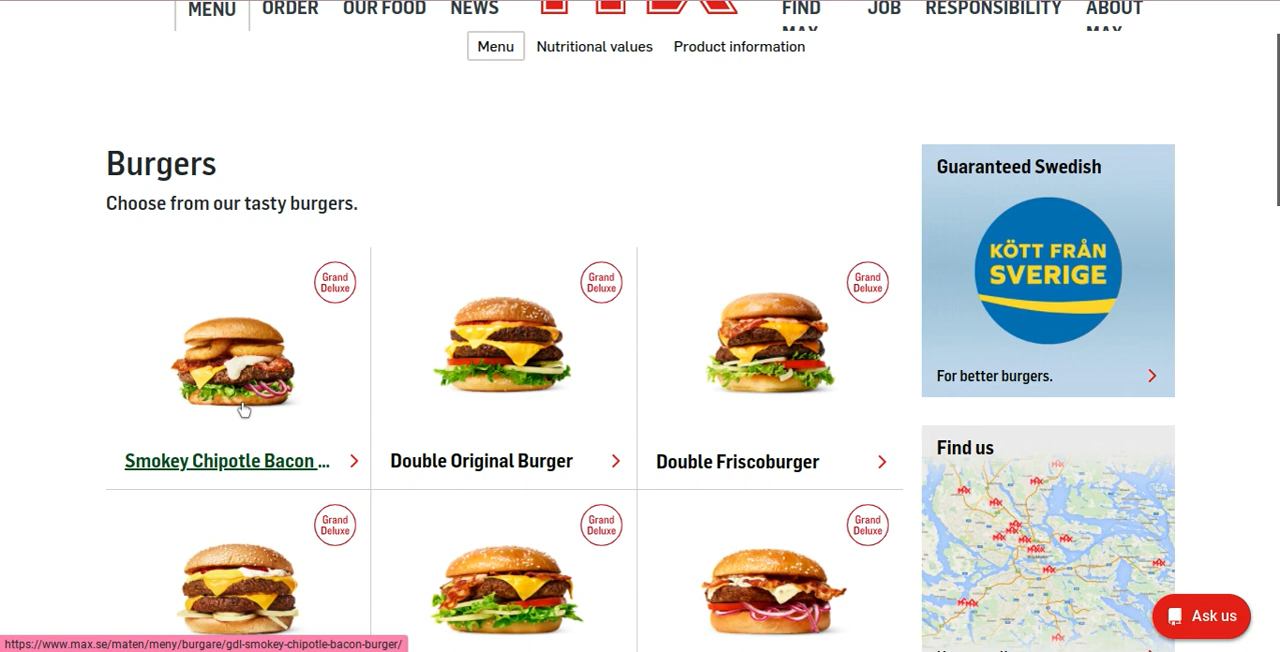 MENU
ORDER
OUR FOOD
NEWS
FIND
MAX
JOB
RESPONSIBILITY
ABOUT
MAX
Menu
Nutritional values
Product information
Burgers
Choose from our tasty burgers.
Grand
Deluxe
Smokey Chipotle Bacon ...
Grand
Deluxe
Double Original Burger
Grand
Deluxe
Double Friscoburger
Grand
Deluxe
Grand
Deluxe
Grand
Deluxe
Guaranteed Swedish
KÖTT FRÅN
SVERIGE
For better burgers.
Find us
Ask us
https://www.max.se/maten/meny/burgare/gdl-smokey-chipotle-bacon-burger/